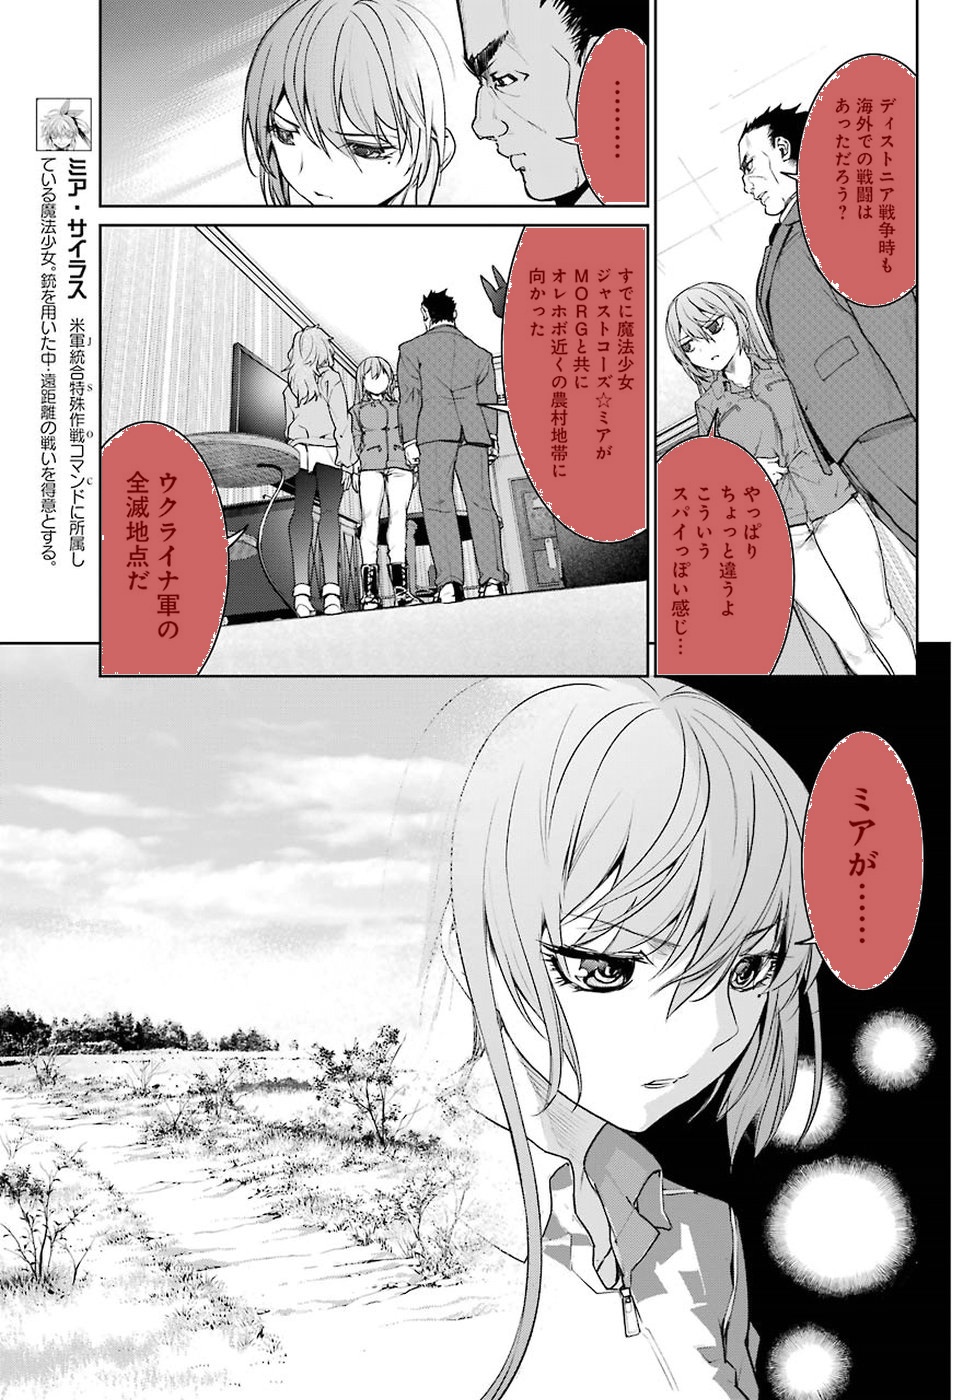 ディストニア戦争時も
海外での戦闘は
あっただろう？
やっぱり
ちょっと違うよ
こういう
スパイっぽい感じ…
………
すでに魔法少女
ジャストコーズ☆ミアが
MORGと共に
オレホボ近くの農村地帯に
向かった
ウクライナ軍の
全滅地点だ
ミア・サイラス 米軍統合特殊作戦コマンドに所属し
JSOC
ている魔法少女。銃を用いた中・遠距離の戦いを得意とする。
ミアが……